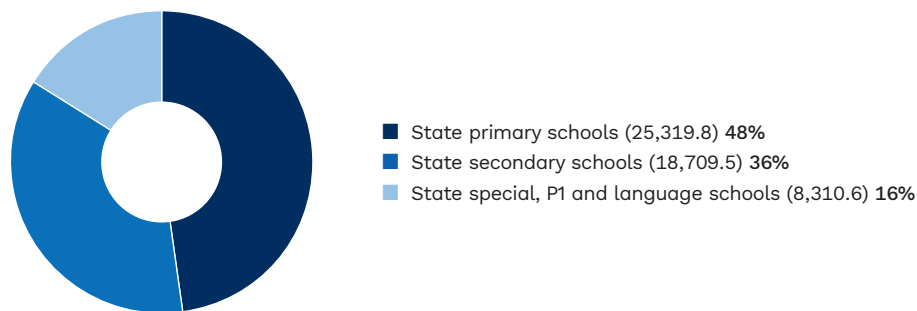 State primary schools (25,319.8) 48%
State secondary schools (18,709.5) 36%
State special, P1 and language schools (8,310.6) 16%